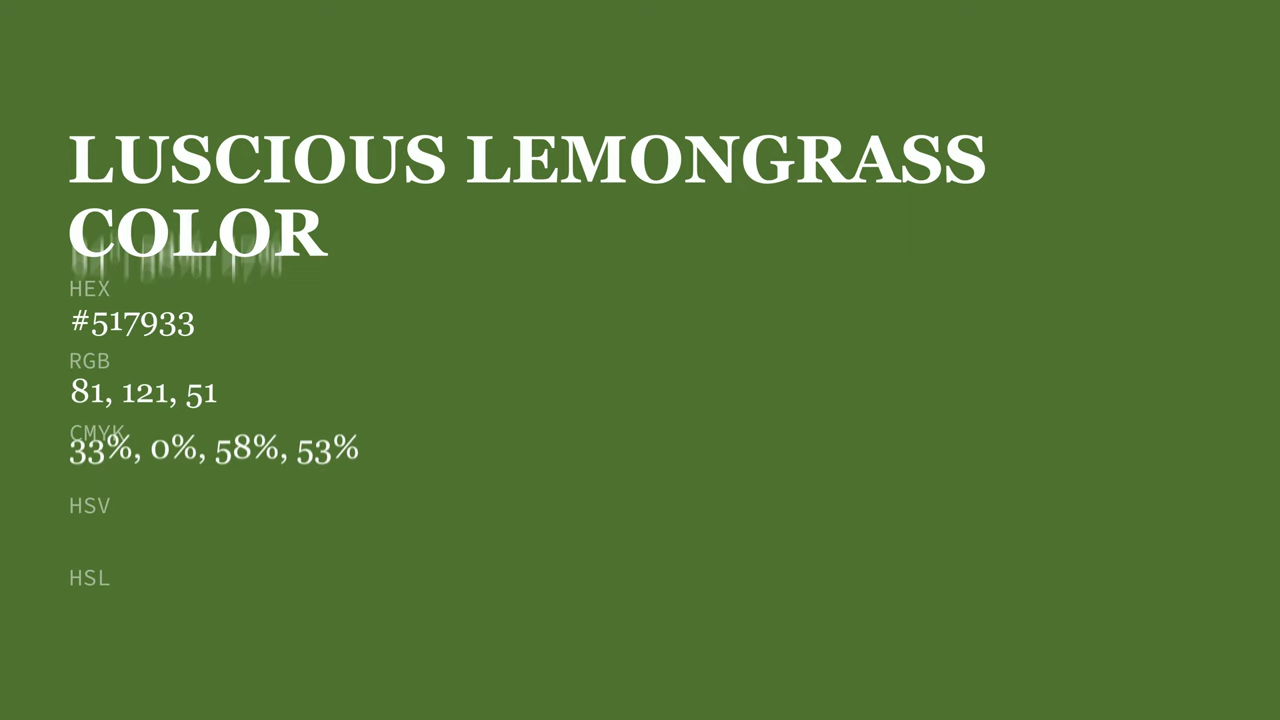 LUSCIOUS LEMONGRASS
COLOR
HEX
#517933
RGB
81, 121, 51
CMYK
33%, 0%, 58%, 53%
HSV
HSL